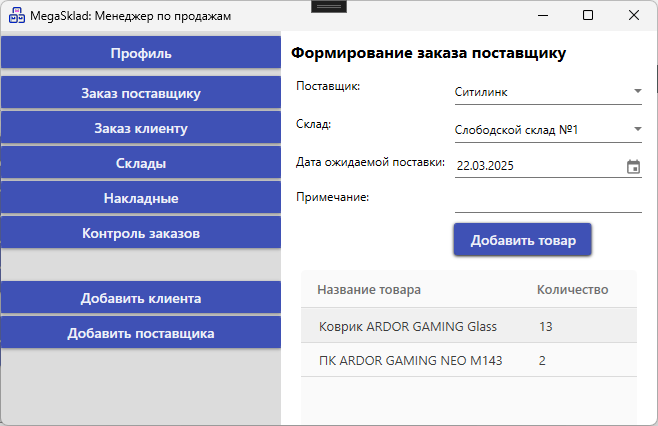 MegaSklad: Менеджер по продажам
Профиль
Заказ поставщику
Заказ клиенту
Склады
Накладные
Контроль заказов
Добавить клиента
Добавить поставщика
Формирование заказа поставщику
Поставщик: Ситилинк
Склад: Слободской склад №1
Дата ожидаемой поставки: 22.03.2025
Примечание:
Добавить товар
Название товара Количество
Коврик ARDOR GAMING Glass 13
ПК ARDOR GAMING NEO M143 2